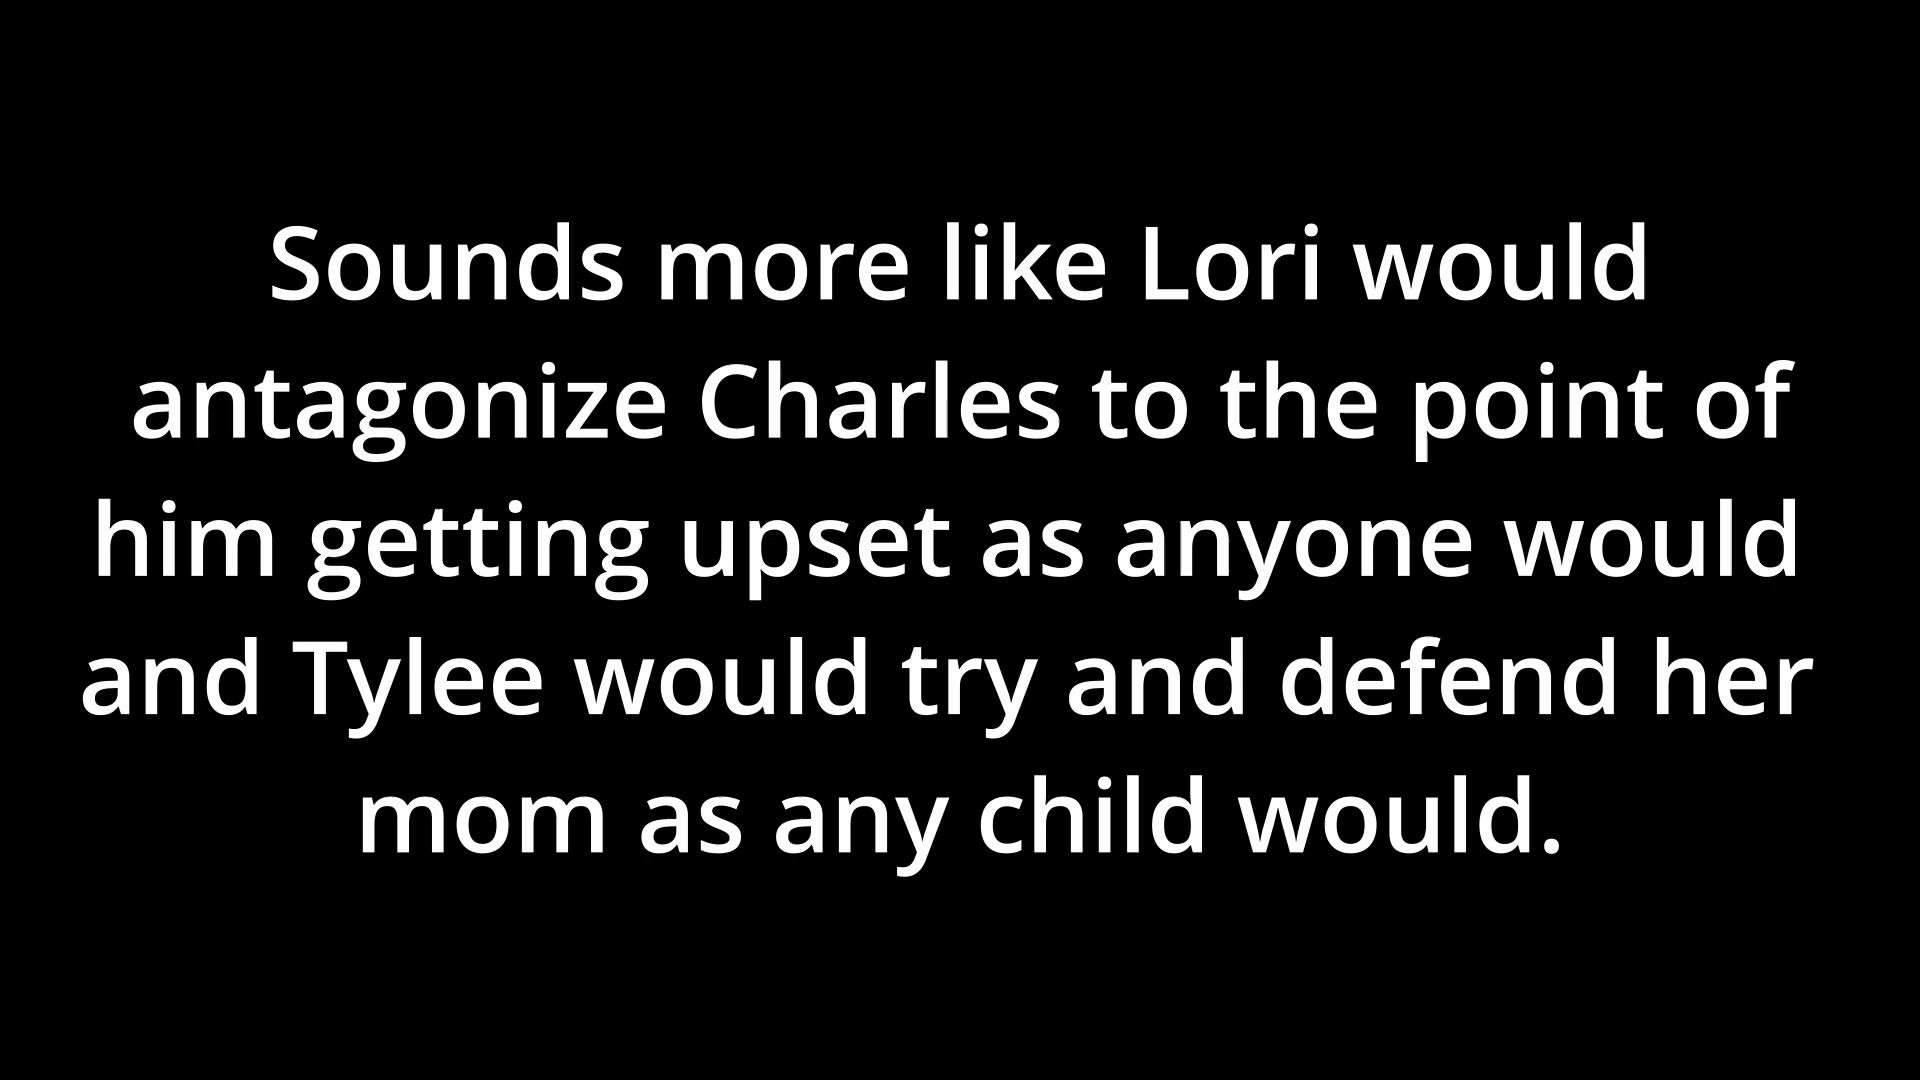 Sounds more like Lori would
antagonize Charles to the point of
him getting upset as anyone would
and Tylee would try and defend her
mom as any child would.